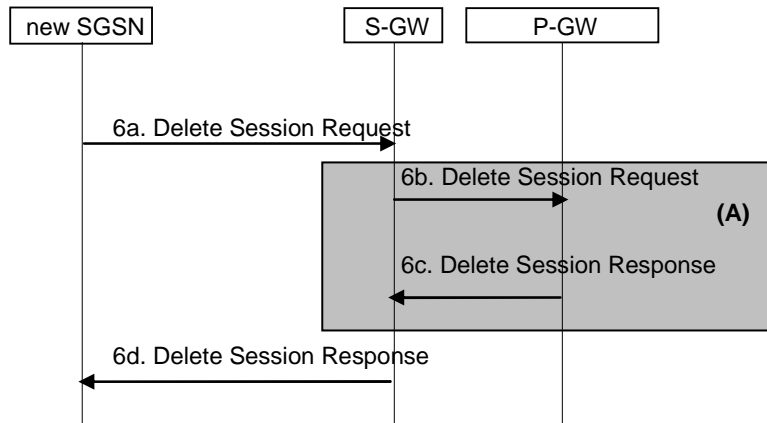 new SGSN
S-GW
P-GW
6a. Delete Session Request
6b. Delete Session Request
(A)
6c. Delete Session Response
6d. Delete Session Response